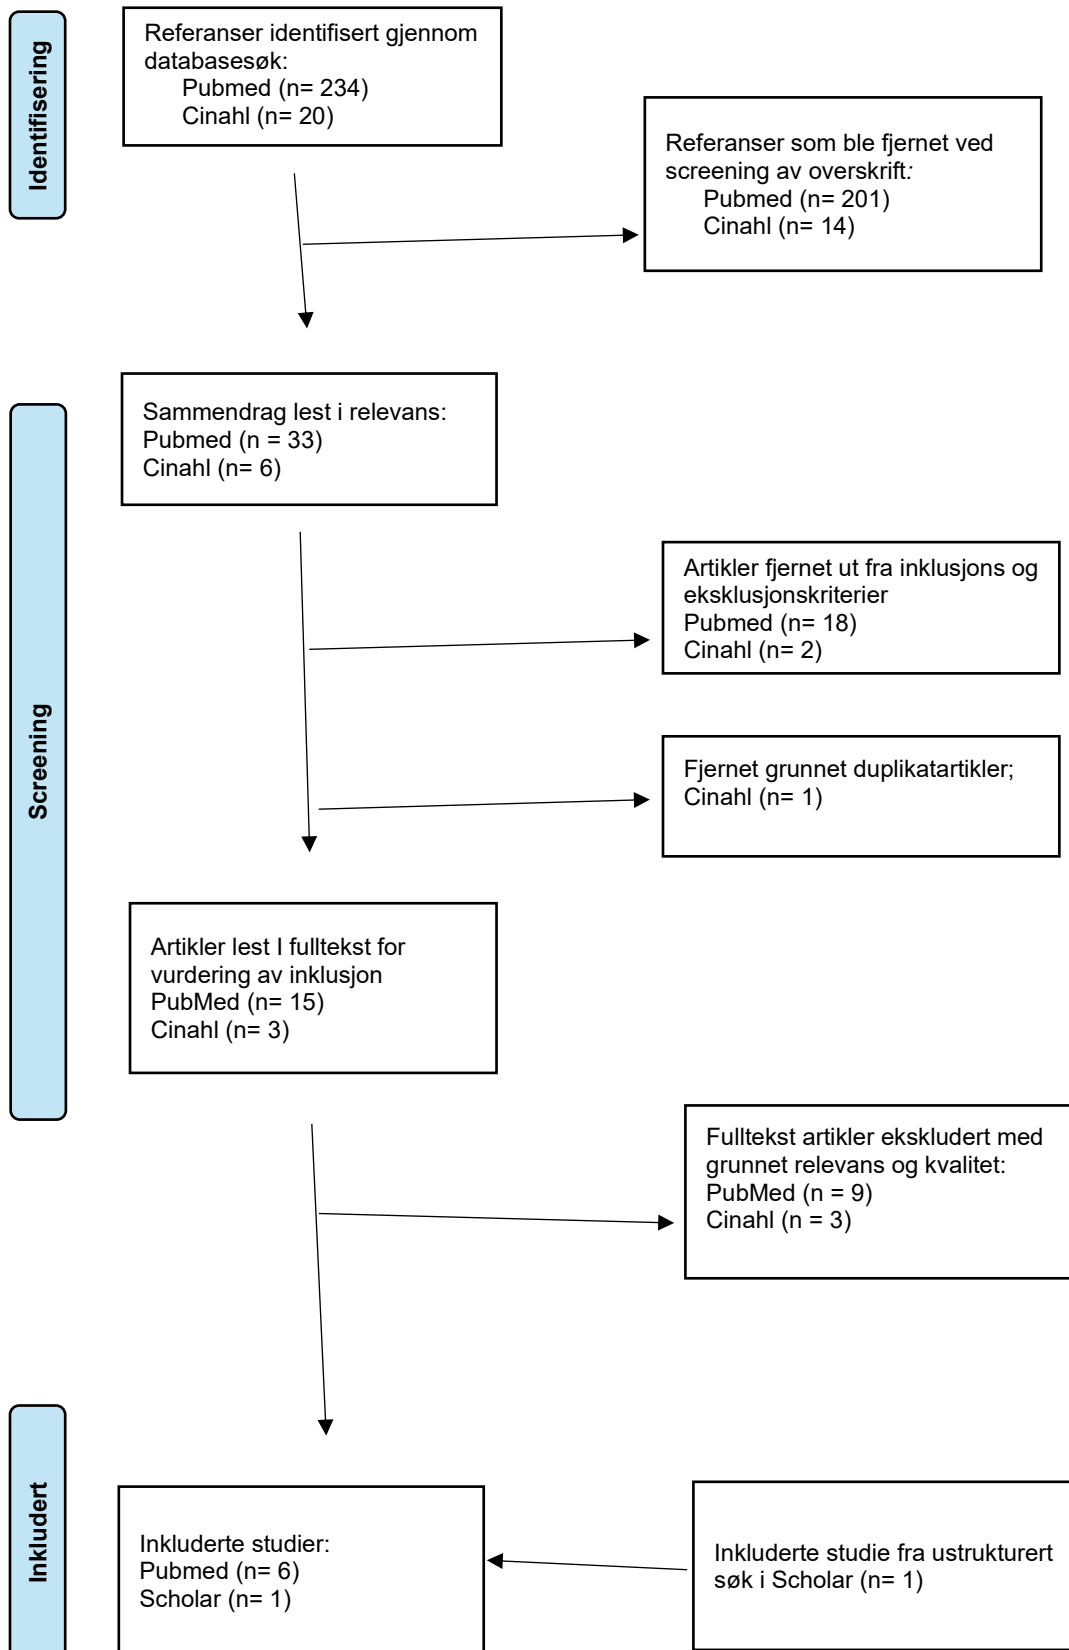 Identifisering
Referanser identifisert gjennom
databasesøk:
Pubmed (n= 234)
Cinahl (n= 20)
Referanser som ble fjernet ved
screening av overskrift:
Pubmed (n= 201)
Cinahl (n= 14)
Screening
Sammendrag lest i relevans:
Pubmed (n = 33)
Cinahl (n= 6)
Artikler fjernet ut fra inklusjons og
eksklusjonskriterier
Pubmed (n= 18)
Cinahl (n= 2)
Fjernet grunnet duplikatartikler;
Cinahl (n= 1)
Artikler lest I fulltekst for
vurdering av inklusjon
PubMed (n= 15)
Cinahl (n= 3)
Fulltekst artikler ekskludert med
grunnet relevans og kvalitet:
PubMed (n = 9)
Cinahl (n = 3)
Inkludert
Inkluderte studier:
Pubmed (n= 6)
Scholar (n= 1)
Inkluderte studie fra ustrukturert
søk i Scholar (n= 1)